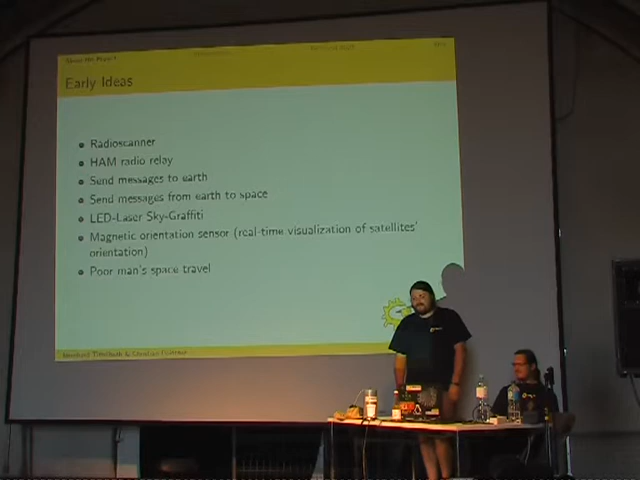 Early Ideas
Radioscanner
HAM radio relay
Send messages to earth
Send messages from earth to space
LED-Laser Sky-Graffiti
Magnetic orientation sensor (real-time visualization of satellites'
orientation)
Poor man's space travel